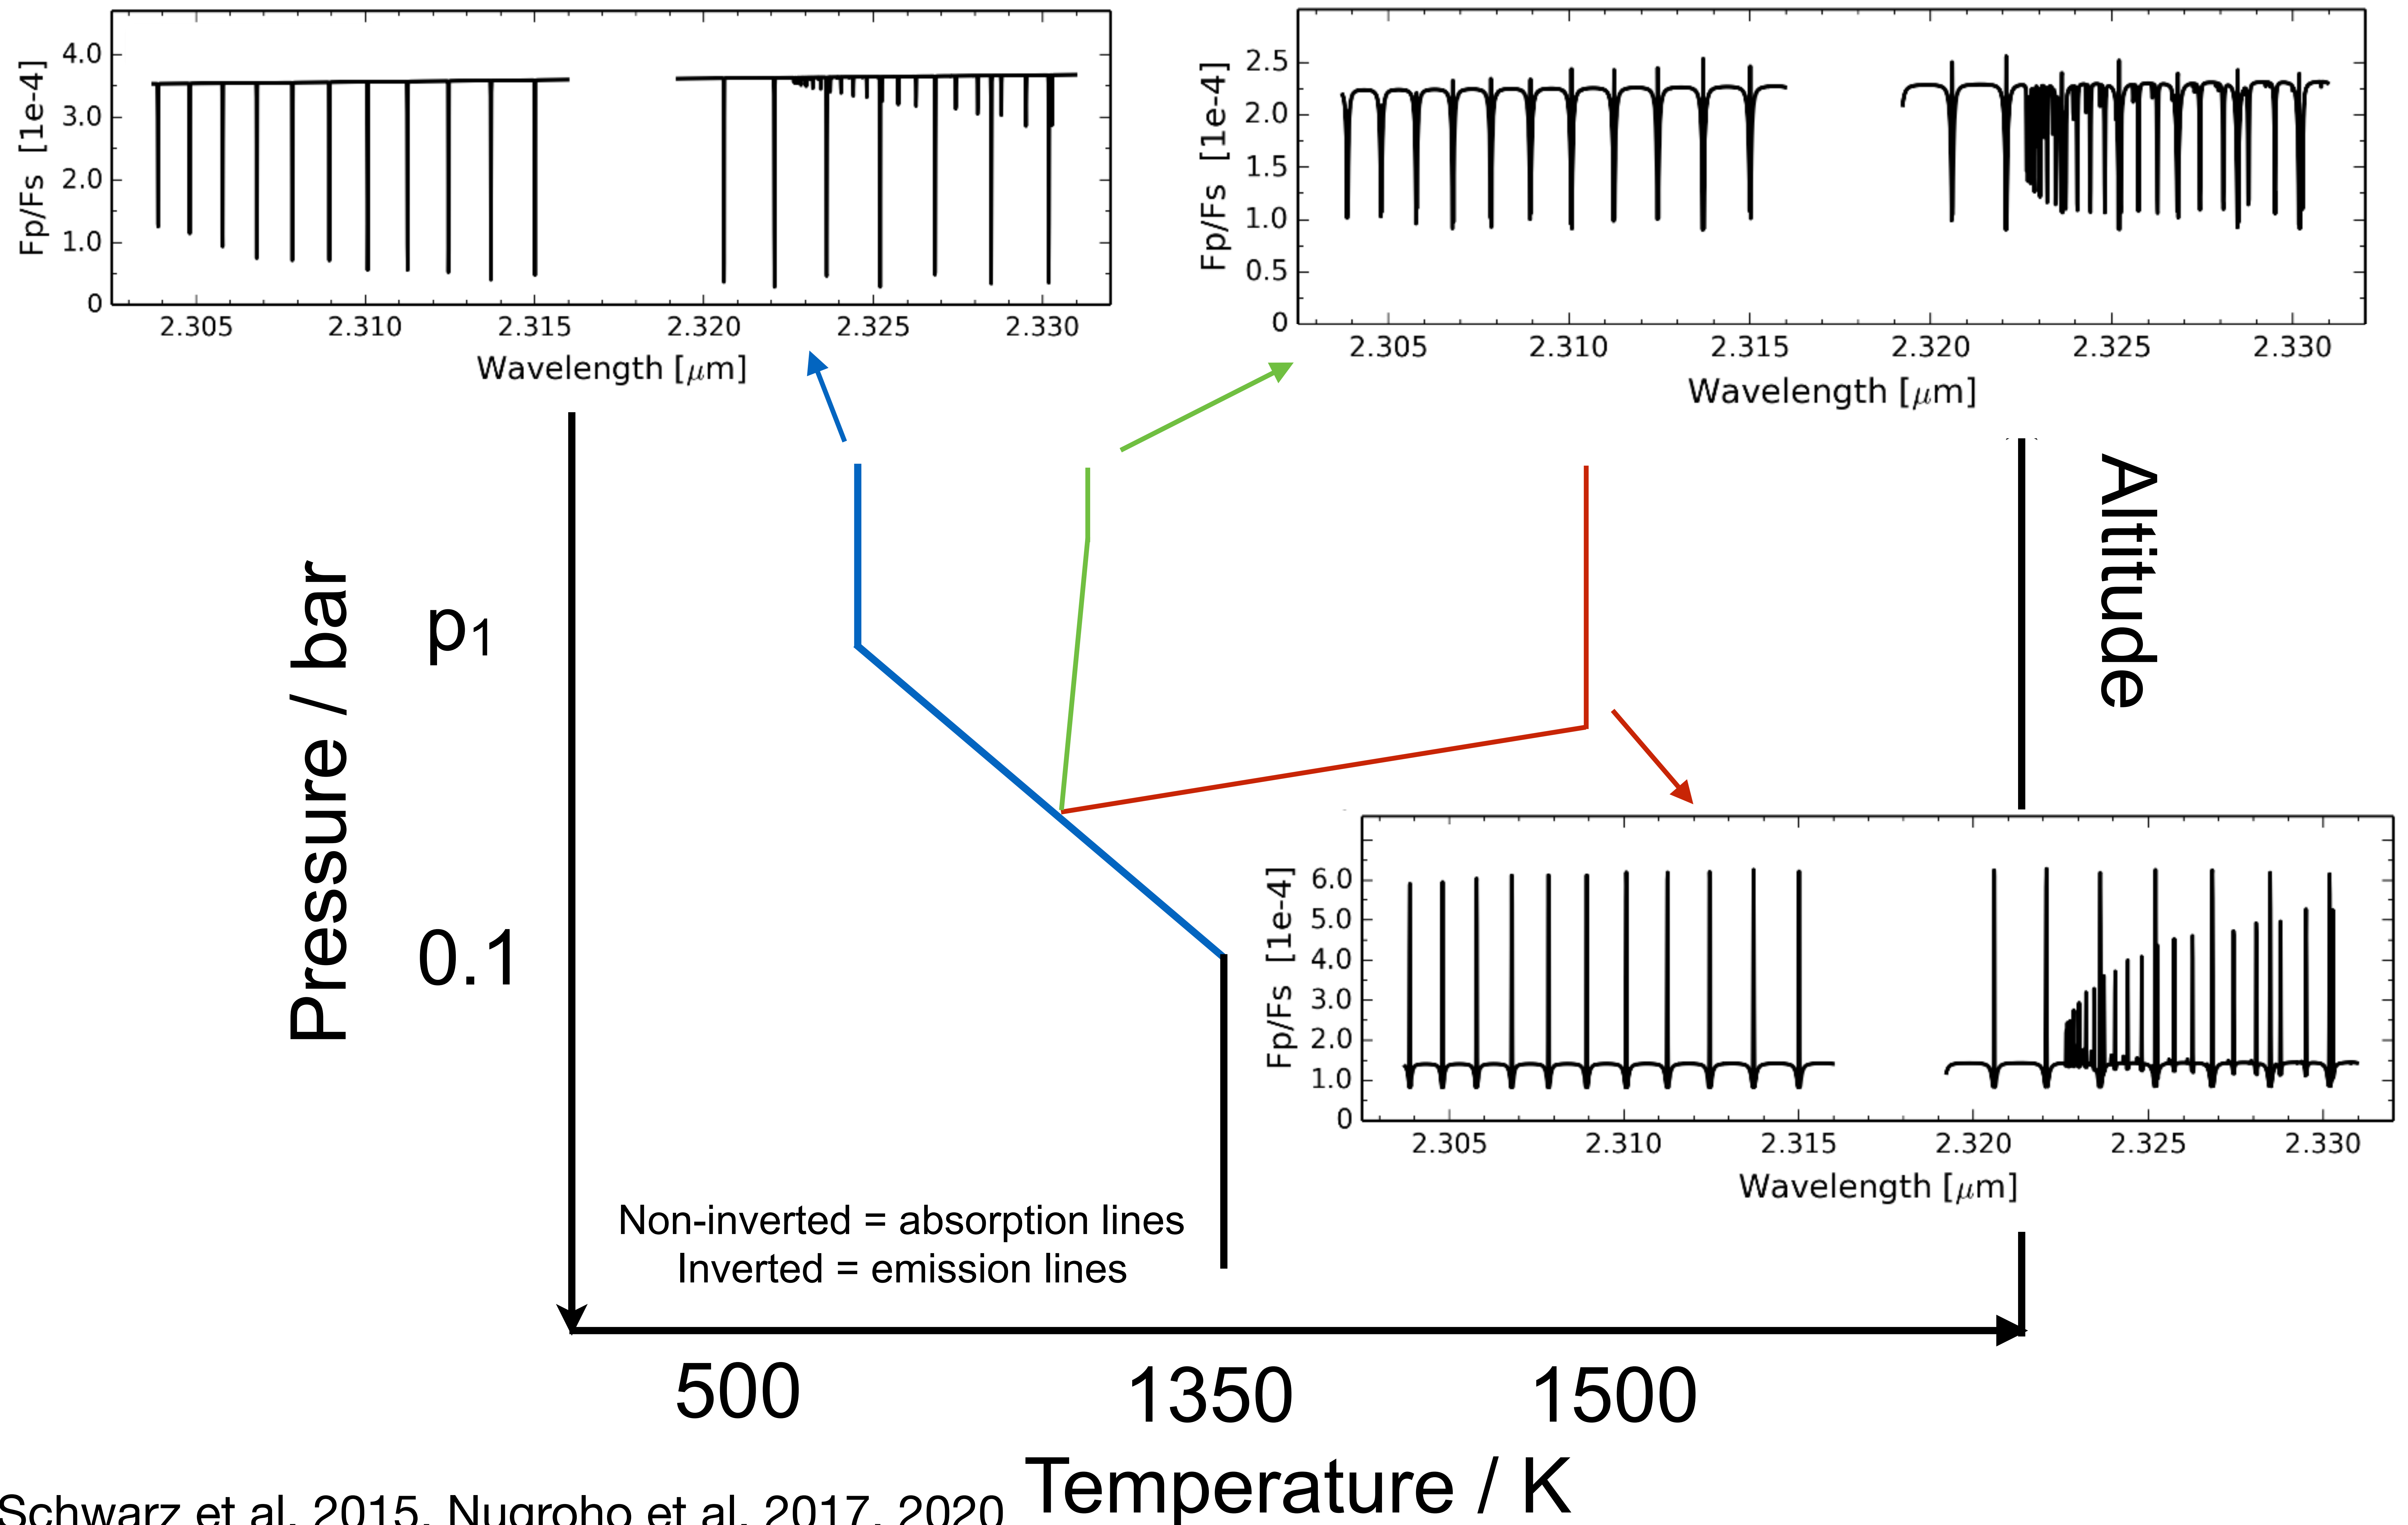 4.0
3.0
2.0
1.0
0
Fp/Fs [1e-4]
2.305 2.310 2.315 2.320 2.325 2.330
Wavelength [μm]
2.5
2.0
1.5
1.0
0.5
0
Fp/Fs [1e-4]
2.305 2.310 2.315 2.320 2.325 2.330
Wavelength [μm]
Pressure / bar
p1
0.1
Altitude
6.0
5.0
4.0
3.0
2.0
1.0
0
Fp/Fs [1e-4]
2.305 2.310 2.315 2.320 2.325 2.330
Wavelength [μm]
Non-inverted = absorption lines
Inverted = emission lines
500 1350 1500
Temperature / K
Schwarz et al. 2015, Nugroho et al. 2017, 2020